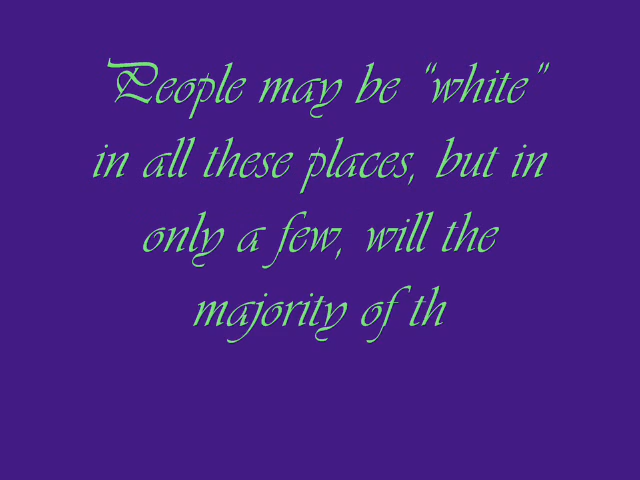 People may be “white”
in all these places, but in
only a few, will the
majority of th